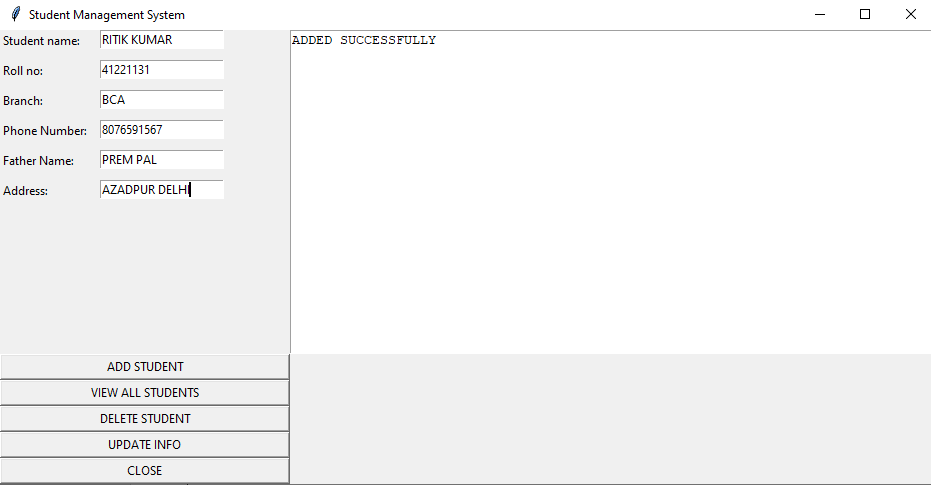 Student Management System
Student name: RITIK KUMAR
ADDED SUCCESSFULLY
Roll no: 41221131
Branch: BCA
Phone Number: 8076591567
Father Name: PREM PAL
Address: AZADPUR DELHI
ADD STUDENT
VIEW ALL STUDENTS
DELETE STUDENT
UPDATE INFO
CLOSE